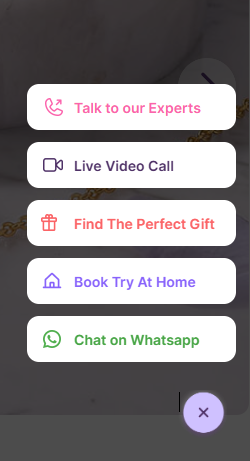 Talk to our Experts
Live Video Call
Find The Perfect Gift
Book Try At Home
Chat on Whatsapp